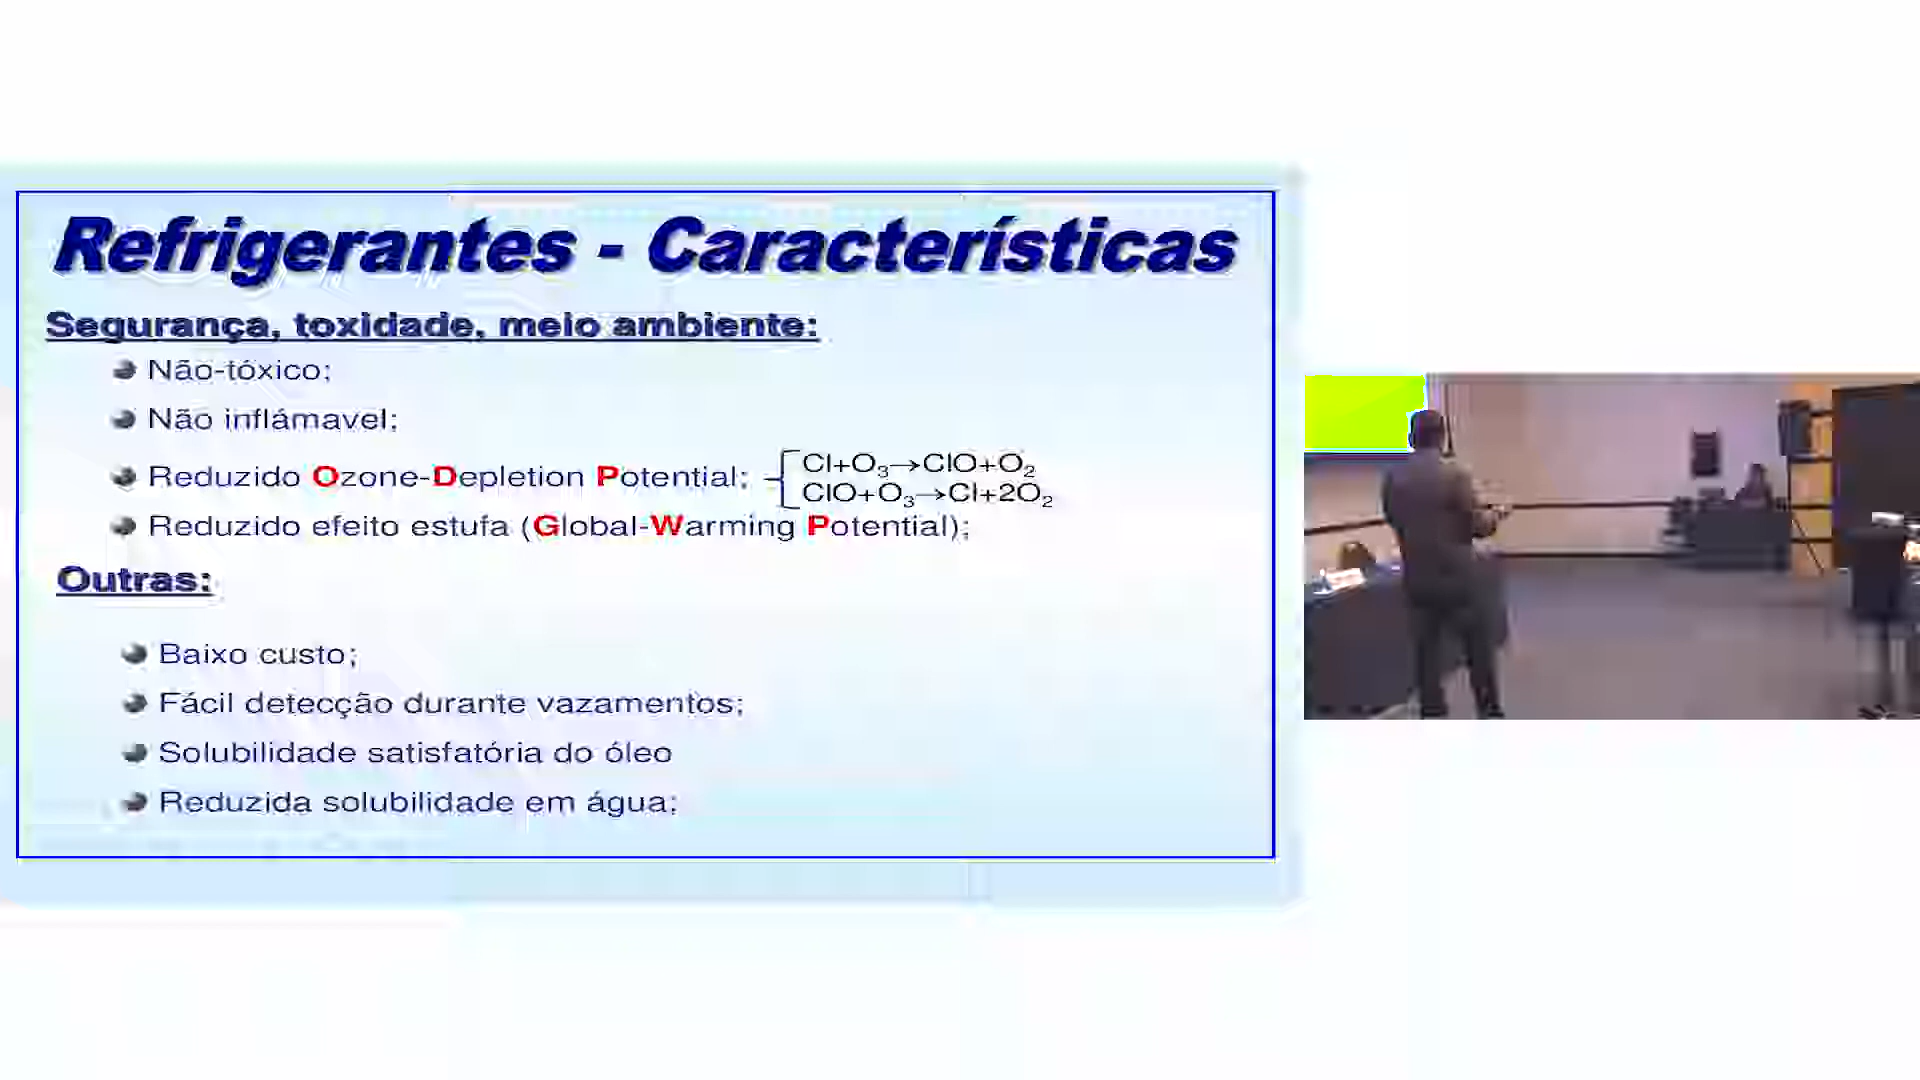 Refrigerantes - Características
Segurança, toxidade, meio ambiente:
Não-tóxico;
Não inflámavel;
Reduzido Ozone-Depletion Potential;
Cl+O₃→ClO+O₂
ClO+O₃→Cl+2O₂
Reduzido efeito estufa (Global-Warming Potential);
Outras:
Baixo custo;
Fácil detecção durante vazamentos;
Solubilidade satisfatória do óleo
Reduzida solubilidade em água;